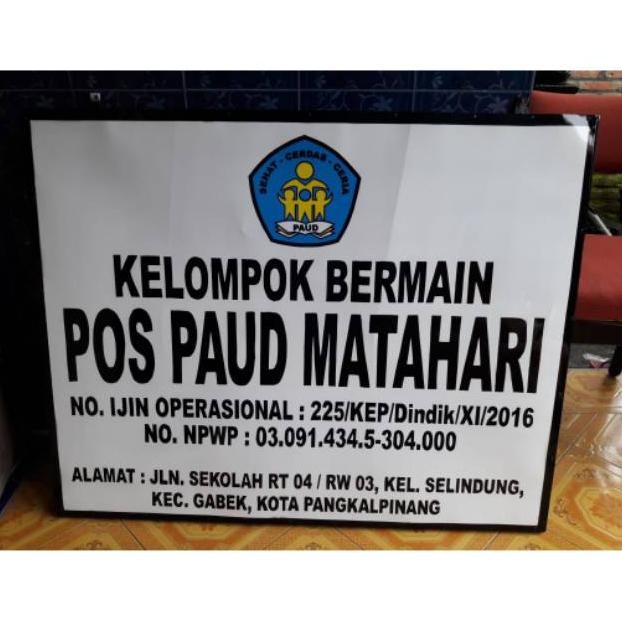 SEHAT - CERDAS - CERIA
PAUD
KELOMPOK BERMAIN
POS PAUD MATAHARI
NO. IJIN OPERASIONAL : 225/KEP/Dindik/XI/2016
NO. NPWP : 03.091.434.5-304.000
ALAMAT : JLN. SEKOLAH RT 04 / RW 03, KEL. SELINDUNG,
KEC. GABEK, KOTA PANGKALPINANG